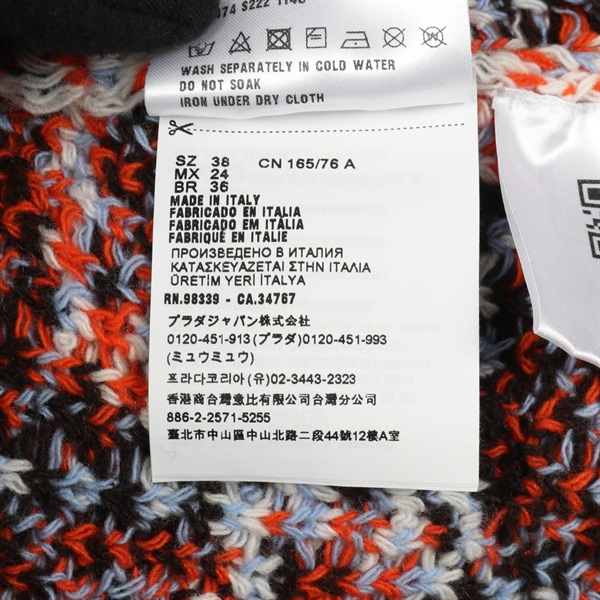 WASH SEPARATELY IN COLD WATER
DO NOT SOAK
IRON UNDER DRY CLOTH
SZ 38 CN 165/76 A
MX 24
BR 36
MADE IN ITALY
FABRICADO EN ITALIA
FABRICADO EM ITÁLIA
FABRIQUÉ EN ITALIE
ПРОИЗВЕДЕНО В ИТАЛИЯ
ΚΑΤΑΣΚΕΥΑΖΕΤΑΙ ΣΤΗΝ ΙΤΑΛΙΑ
ÜRETİM YERİ İTALYA
RN.98339 - CA.34767
プラダジャパン株式会社
0120-451-913 (プラダ)0120-451-993
(ミュウミュウ)
프라다코리아(유)02-3443-2323
香港商台灣意比有限公司台灣分公司
886-2-2571-5255
臺北市中山區中山北路二段44號12樓A室